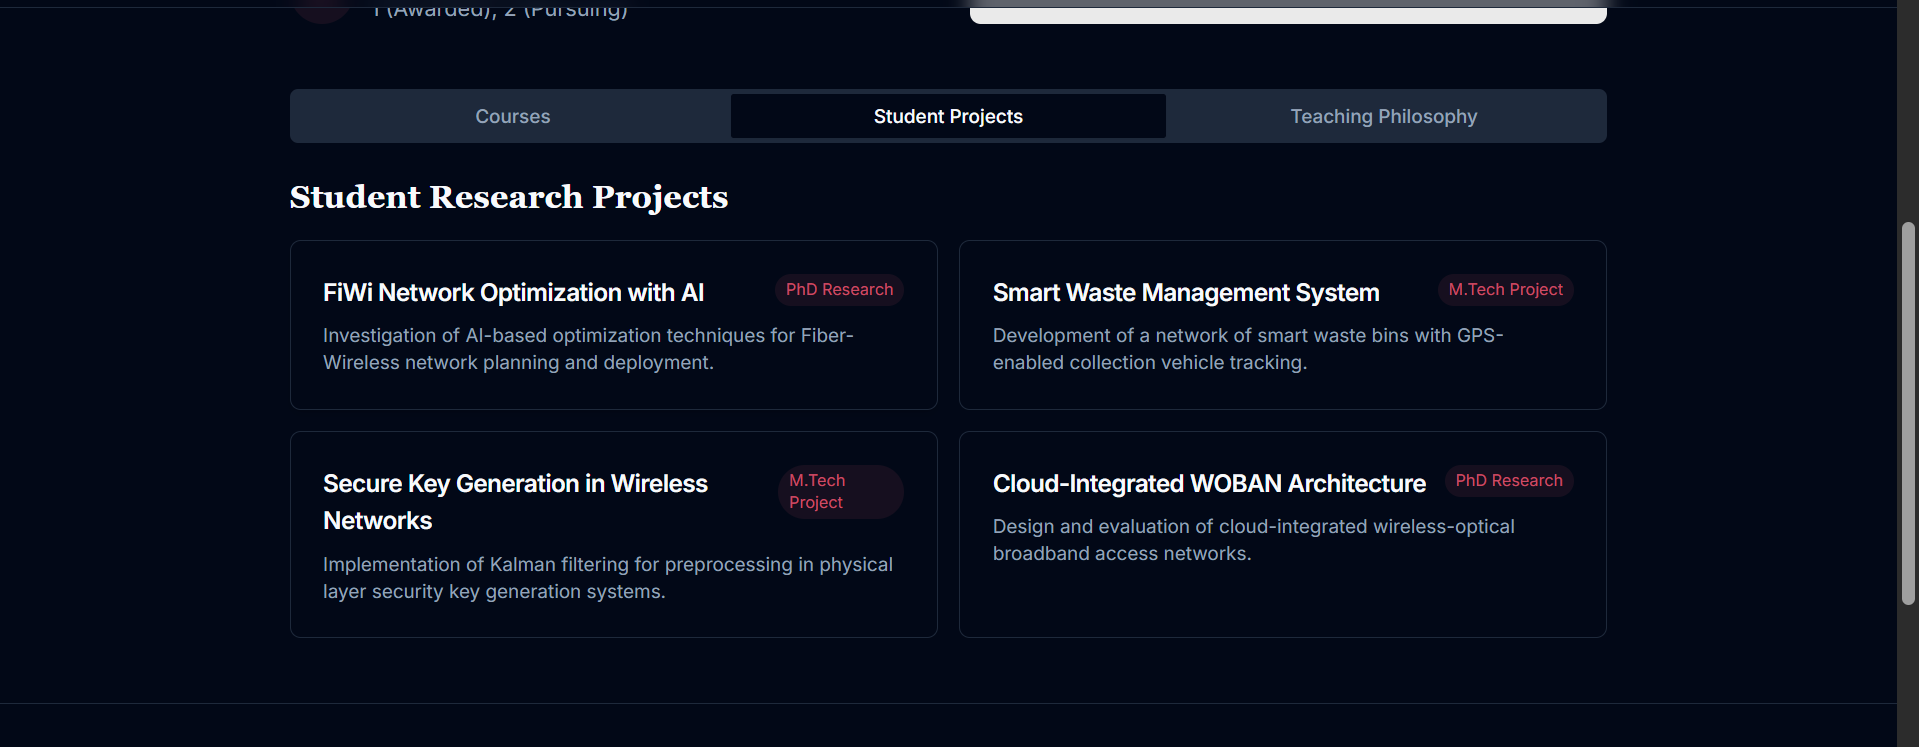 1 (Awarded), 2 (Pursuing)
Courses
Student Projects
Teaching Philosophy
Student Research Projects
FiWi Network Optimization with AI
PhD Research
Investigation of AI-based optimization techniques for Fiber-
Wireless network planning and deployment.
Smart Waste Management System
M.Tech Project
Development of a network of smart waste bins with GPS-
enabled collection vehicle tracking.
Secure Key Generation in Wireless
Networks
M.Tech
Project
Implementation of Kalman filtering for preprocessing in physical
layer security key generation systems.
Cloud-Integrated WOBAN Architecture
PhD Research
Design and evaluation of cloud-integrated wireless-optical
broadband access networks.